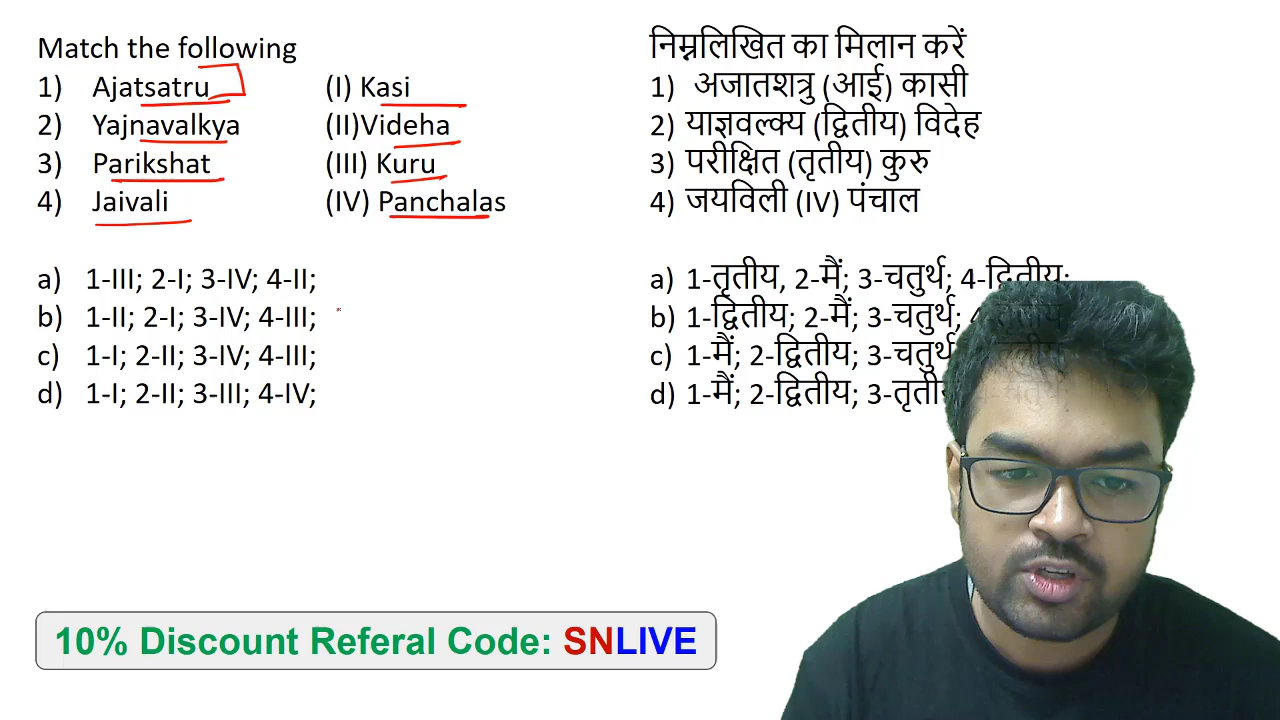 Match the following
1) Ajatsatru (I) Kasi
2) Yajnavalkya (II)Videha
3) Parikshat (III) Kuru
4) Jaivali (IV) Panchalas
a) 1-III; 2-I; 3-IV; 4-II;
b) 1-II; 2-I; 3-IV; 4-III;
c) 1-I; 2-II; 3-IV; 4-III;
d) 1-I; 2-II; 3-III; 4-IV;
निम्नलिखित का मिलान करें
1) अजातशत्रु (आई) कासी
2) याज्ञवल्क्य (द्वितीय) विदेह
3) परीक्षित (तृतीय) कुरु
4) जयविली (IV) पंचाल
a) 1-तृतीय, 2-मैं; 3-चतुर्थ; 4-द्वितीय;
b) 1-द्वितीय; 2-मैं; 3-चतुर्थ;
c) 1-मैं; 2-द्वितीय; 3-चतुर्थ
d) 1-मैं; 2-द्वितीय;
10% Discount Referal Code: SNLIVE